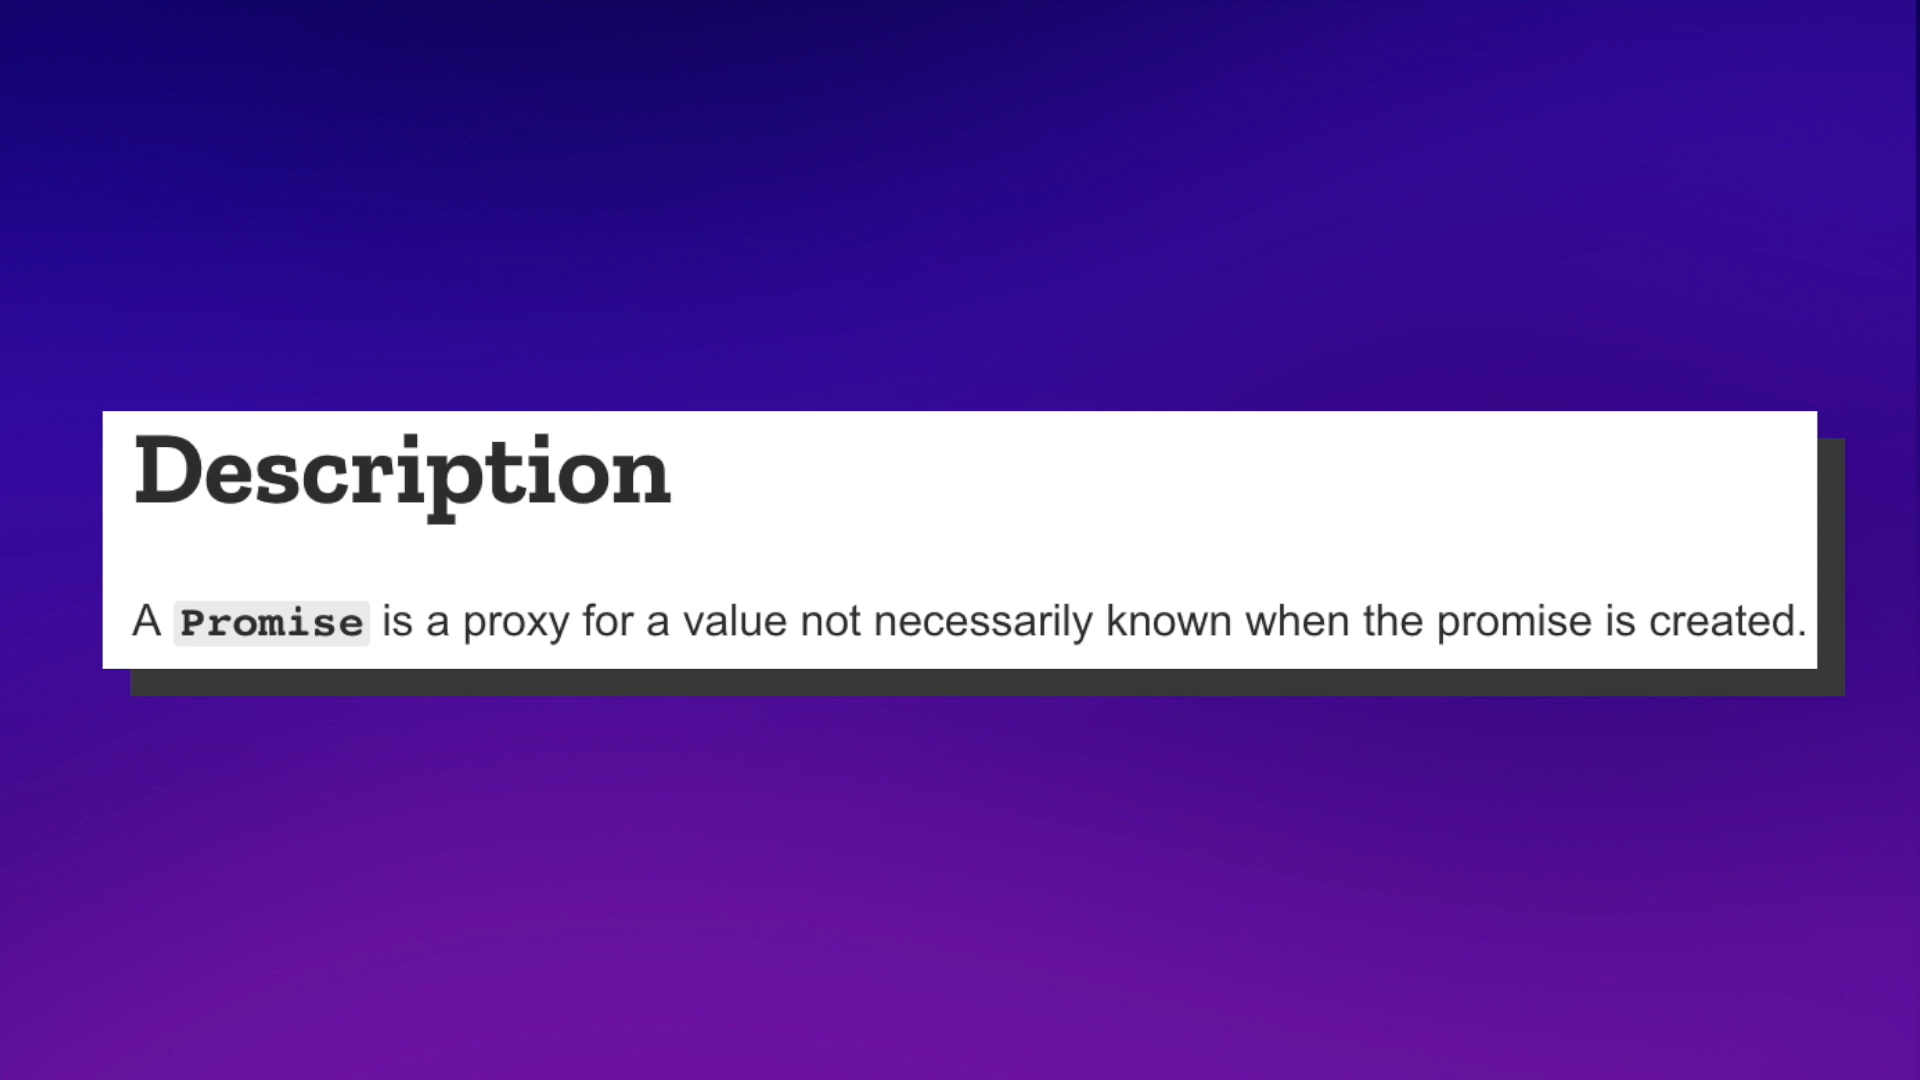 Description
A Promise is a proxy for a value not necessarily known when the promise is created.